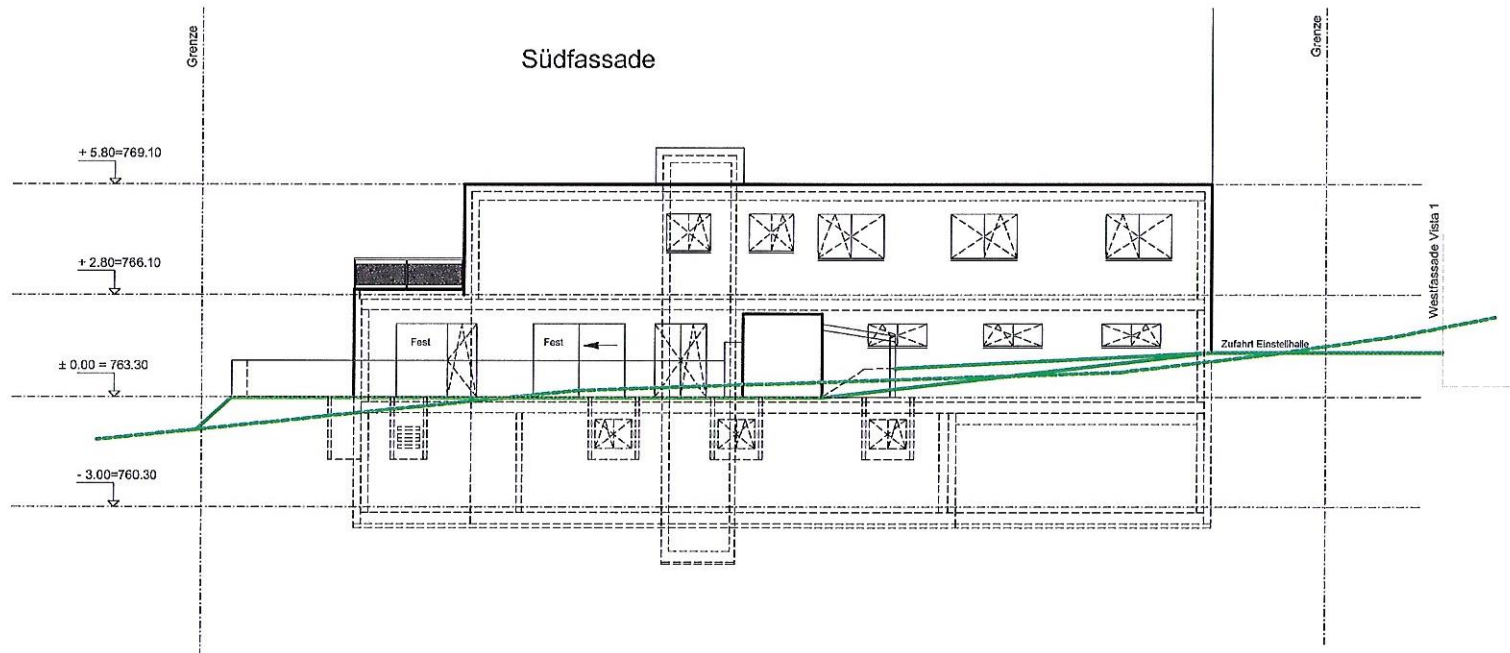 Südfassade
Grenze
Grenze
+ 5.80=769.10
+ 2.80=766.10
Westfassade Vista 1
Fest
Fest
Zufahrt Einstellhalle
± 0.00 = 763.30
- 3.00=760.30